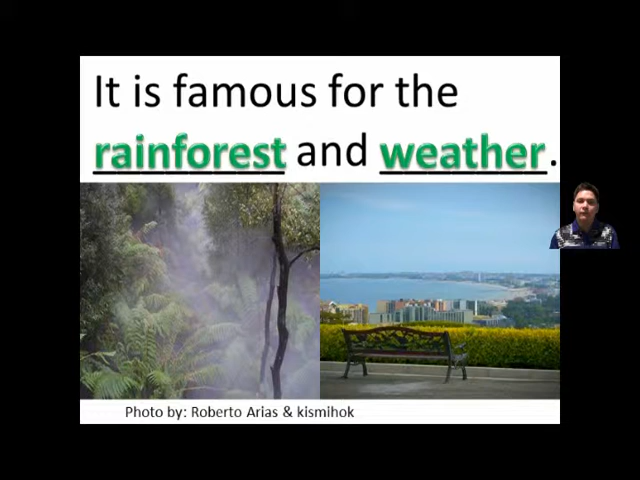 It is famous for the
rainforest and weather.
Photo by: Roberto Arias & kismihok